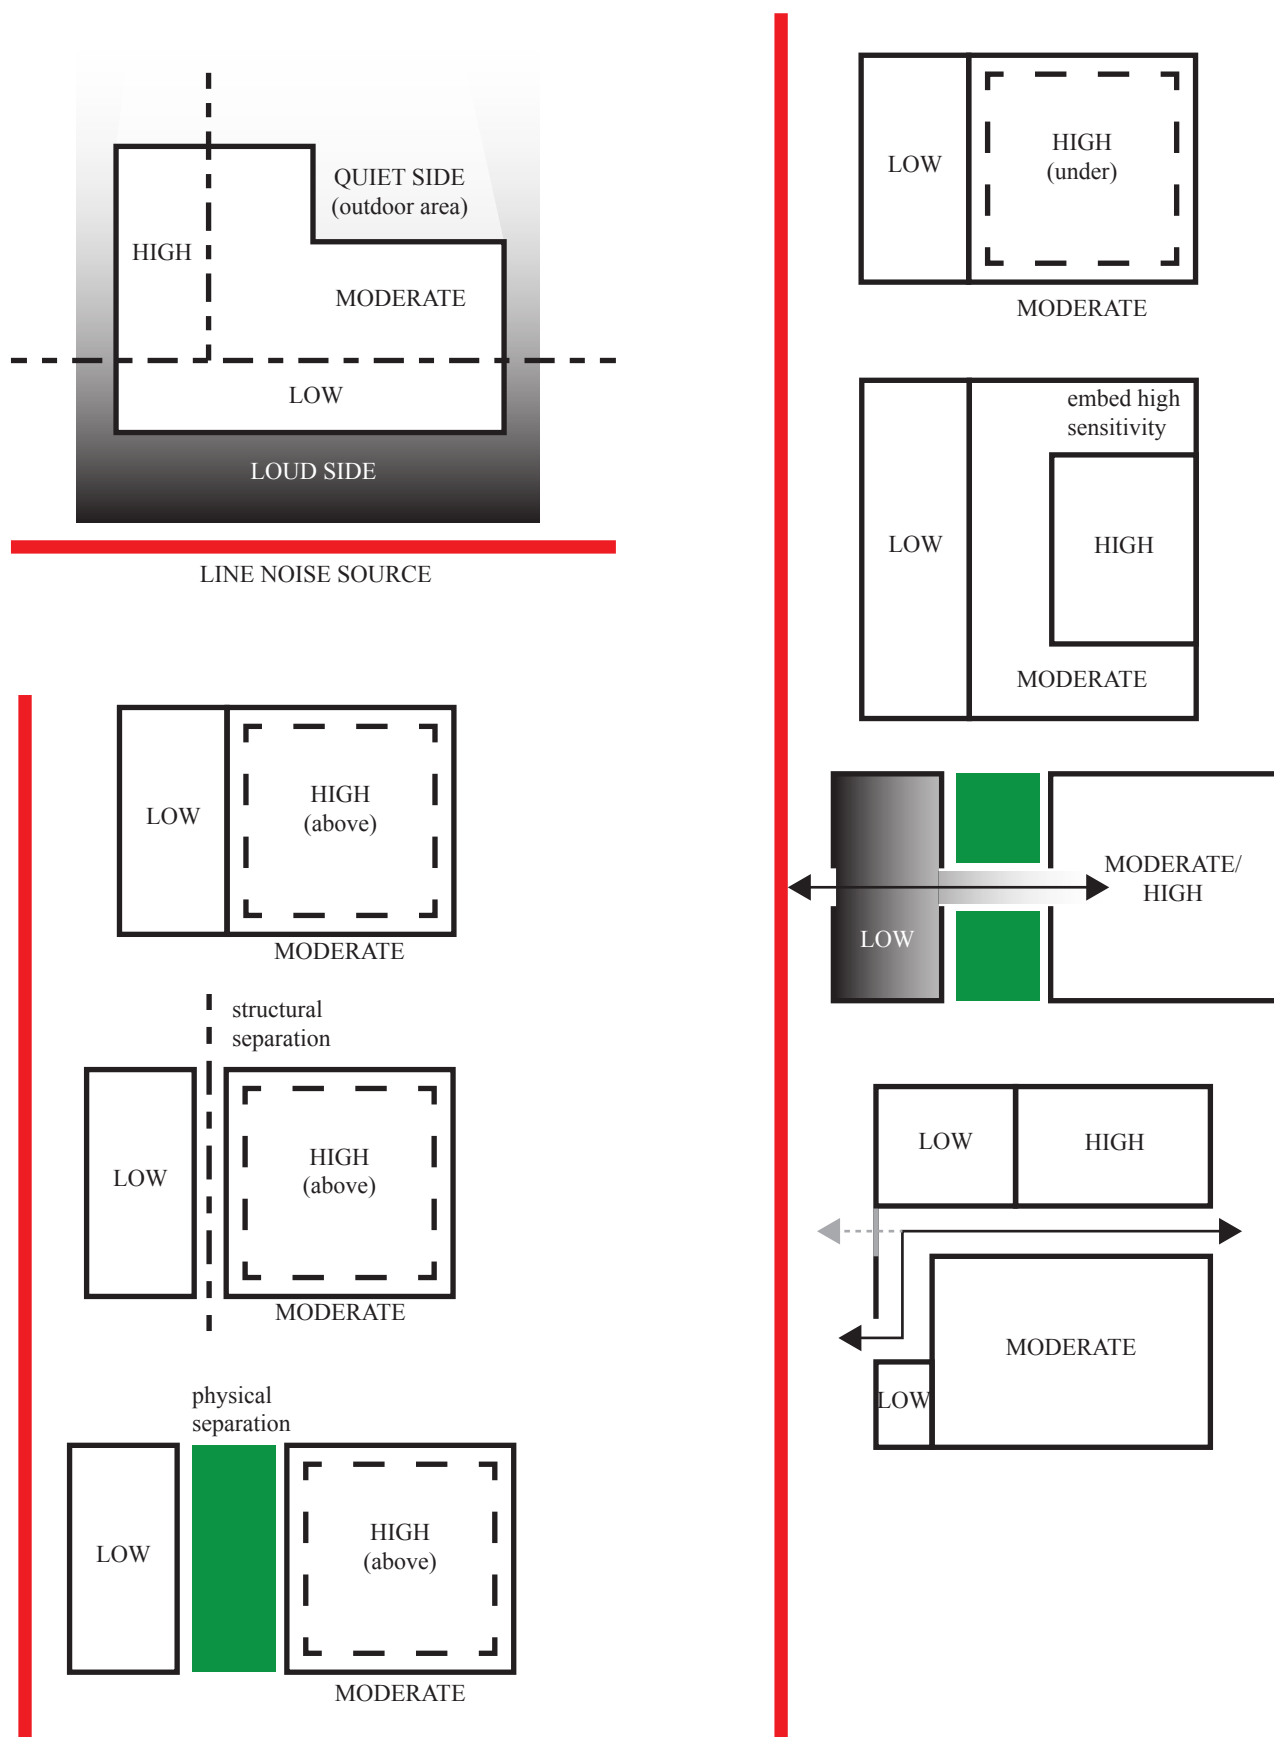 QUIET SIDE
(outdoor area)
HIGH
MODERATE
LOW
LOUD SIDE
LINE NOISE SOURCE
LOW
HIGH
(above)
MODERATE
structural
separation
LOW
HIGH
(above)
MODERATE
physical
separation
LOW
HIGH
(above)
MODERATE
LOW
HIGH
(under)
MODERATE
embed high
sensitivity
LOW
HIGH
MODERATE
MODERATE/
HIGH
LOW
LOW
HIGH
MODERATE
LOW